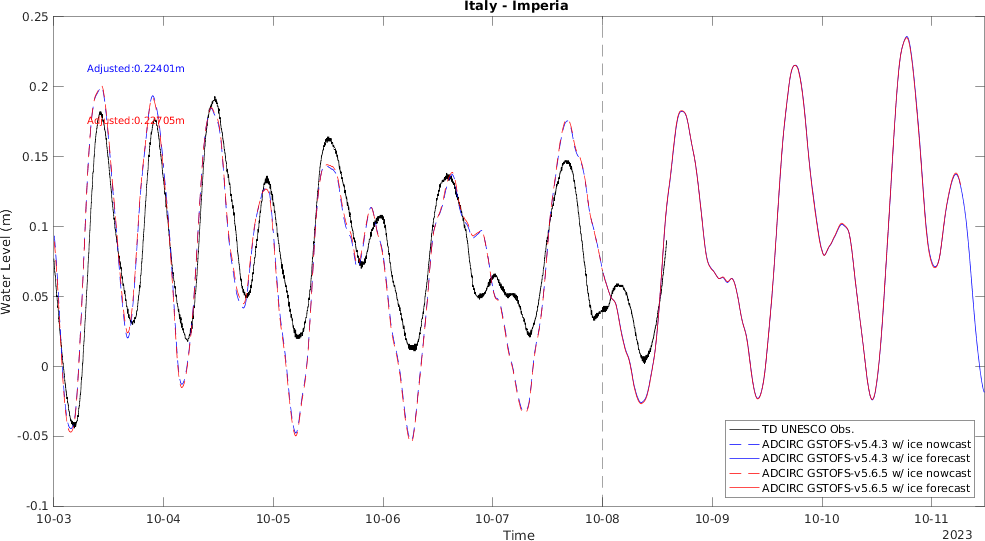 Italy - Imperia
0.25
0.2
0.15
0.1
0.05
0
-0.05
-0.1
Water Level (m)
Adjusted:0.22401m
Adjusted:0.22705m
TD UNESCO Obs.
ADCIRC GSTOFS-v5.4.3 w/ ice nowcast
ADCIRC GSTOFS-v5.4.3 w/ ice forecast
ADCIRC GSTOFS-v5.6.5 w/ ice nowcast
ADCIRC GSTOFS-v5.6.5 w/ ice forecast
10-03 10-04 10-05 10-06 10-07 10-08 10-09 10-10 10-11
Time
2023